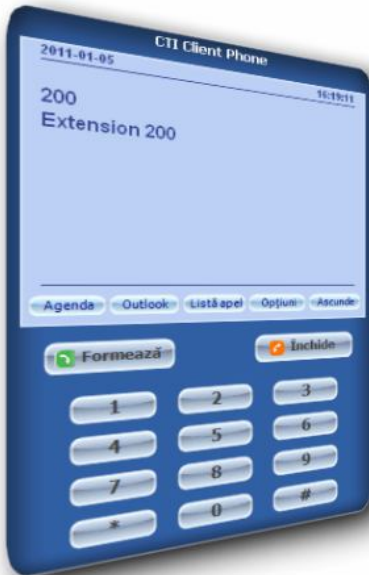 CTI Client Phone
2011-01-05 16:19:11
200
Extension 200
Agenda Outlook Listă apel Opţiuni Ascunde
Formează Închide
1 2 3
4 5 6
7 8 9
* 0 #